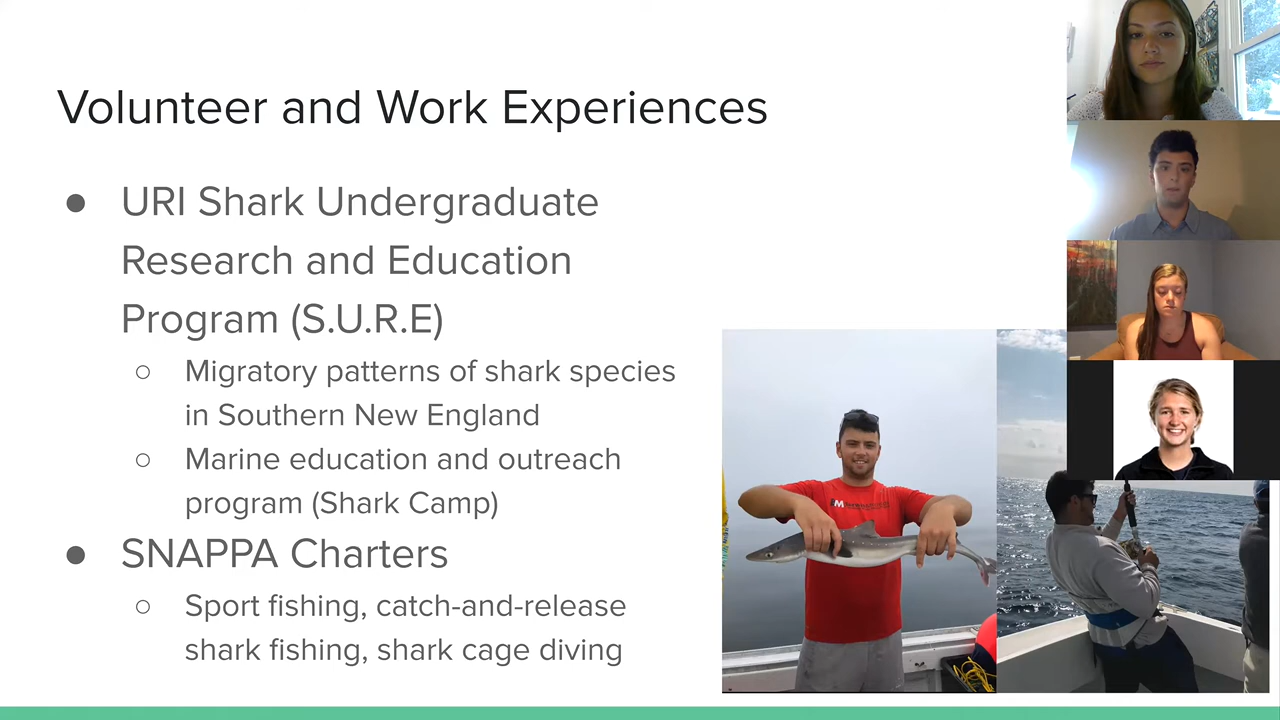 Volunteer and Work Experiences
● URI Shark Undergraduate
Research and Education
Program (S.U.R.E)
○ Migratory patterns of shark species
in Southern New England
○ Marine education and outreach
program (Shark Camp)
● SNAPPA Charters
○ Sport fishing, catch-and-release
shark fishing, shark cage diving